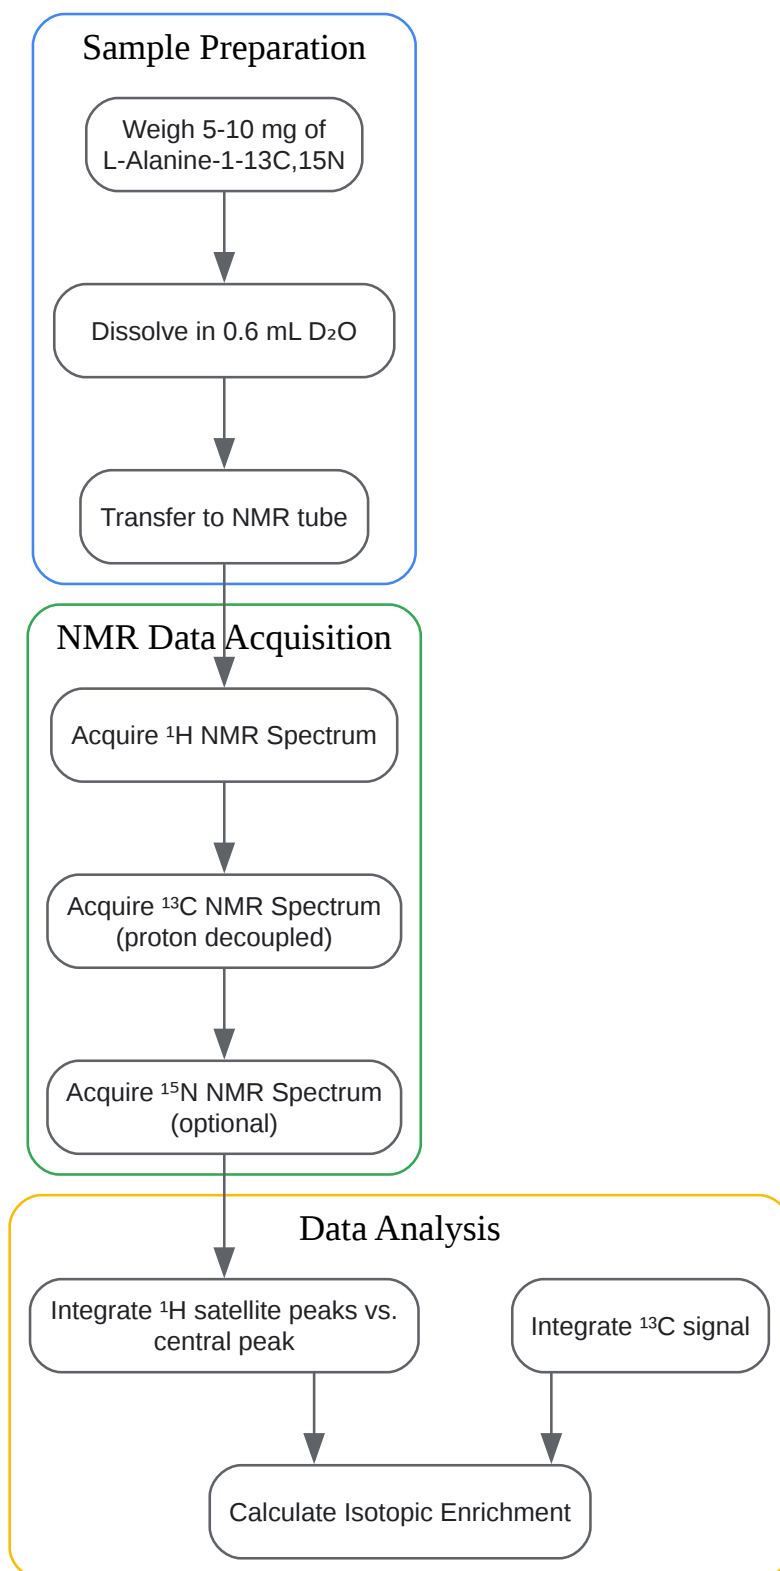 Sample Preparation
Weigh 5-10 mg of
L-Alanine-1-13C,15N
Dissolve in 0.6 mL D₂O
Transfer to NMR tube
NMR Data Acquisition
Acquire ¹H NMR Spectrum
Acquire ¹³C NMR Spectrum
(proton decoupled)
Acquire ¹⁵N NMR Spectrum
(optional)
Data Analysis
Integrate ¹H satellite peaks vs.
central peak
Integrate ¹³C signal
Calculate Isotopic Enrichment